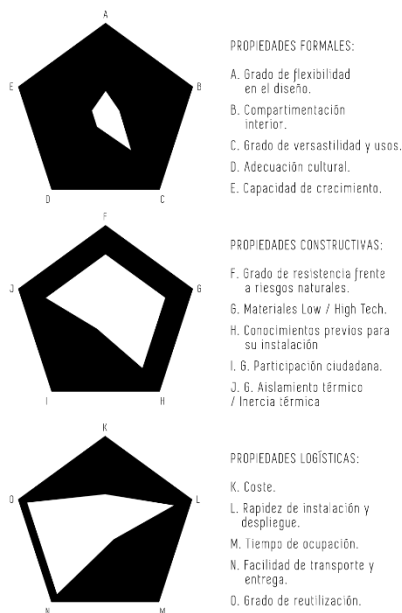 A
E
B
D
C
PROPIEDADES FORMALES:
A. Grado de flexibilidad
en el diseño.
B. Compartimentación
interior.
C. Grado de versastilidad y usos.
D. Adecuación cultural.
E. Capacidad de crecimiento.
F
J
G
I
H
PROPIEDADES CONSTRUCTIVAS:
F. Grado de resistencia frente
a riesgos naturales.
G. Materiales Low / High Tech.
H. Conocimientos previos para
su instalación
I. G. Participación ciudadana.
J. G. Aislamiento térmico
/ Inercia térmica
K
O
L
N
M
PROPIEDADES LOGÍSTICAS:
K. Coste.
L. Rapidez de instalación y
despliegue.
M. Tiempo de ocupación.
N. Facilidad de transporte y
entrega.
O. Grado de reutilización.